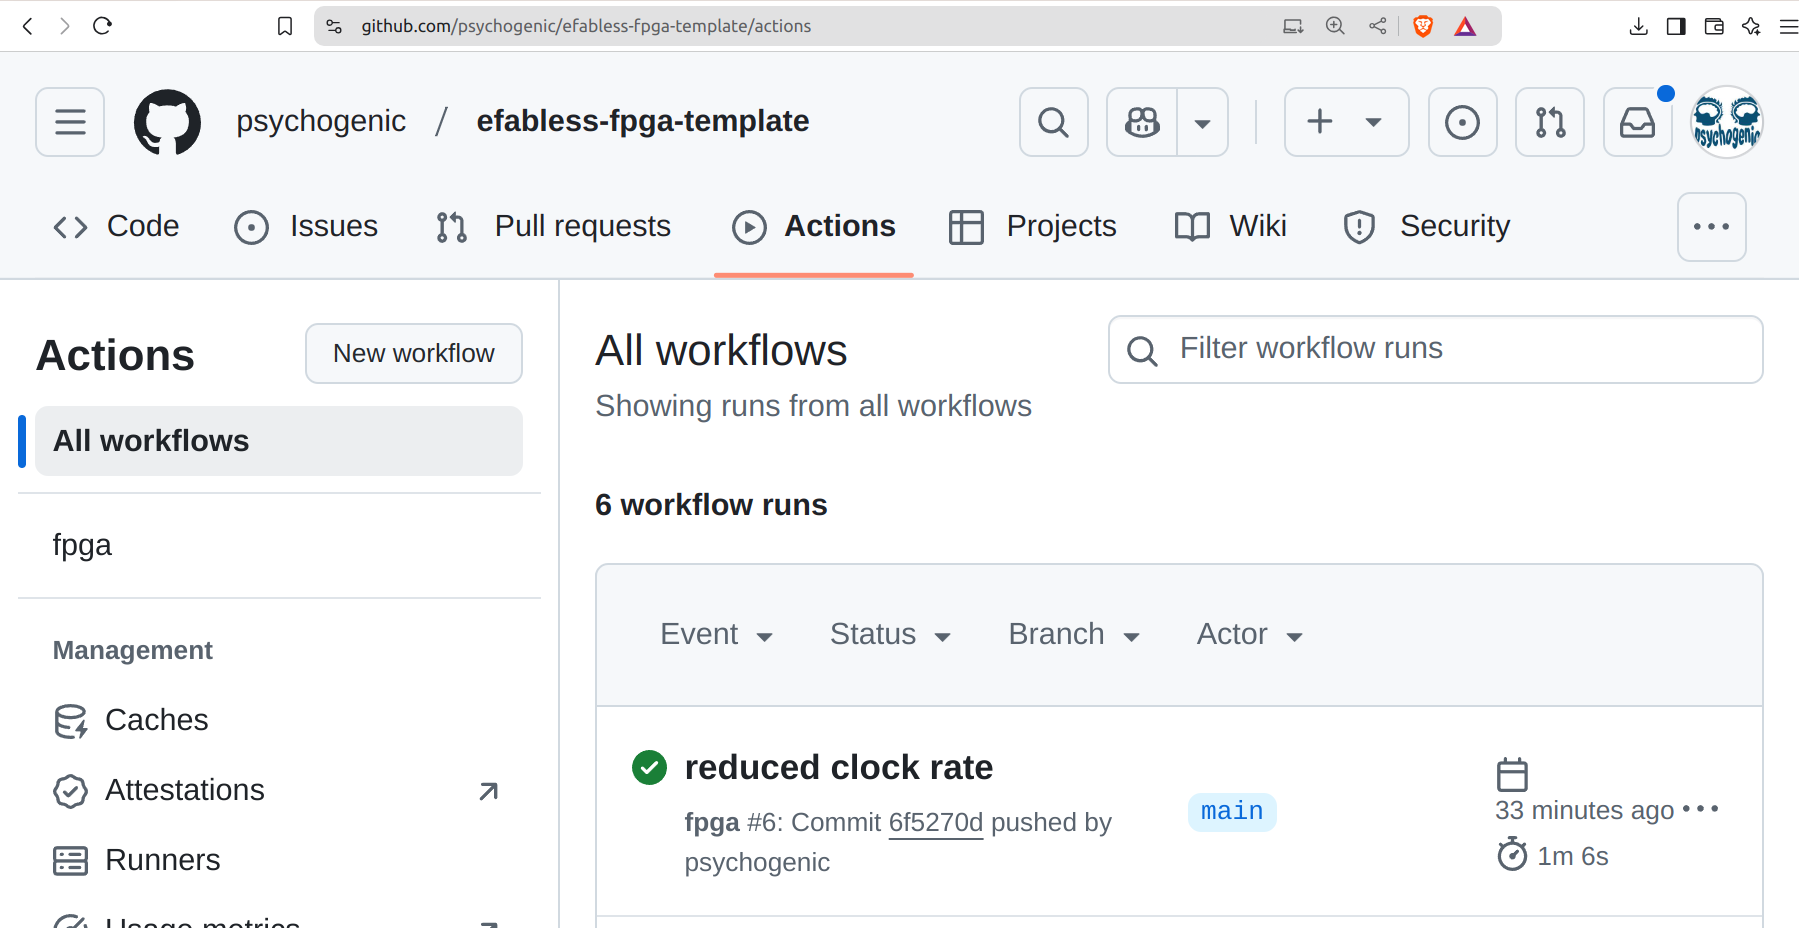 github.com/psychogenic/efabless-fpga-template/actions
psychogenic / efabless-fpga-template
psychogenic
Code Issues Pull requests Actions Projects Wiki Security
Actions
New workflow
All workflows
fpga
Management
Caches
Attestations
Runners
Usage metrics
All workflows
Filter workflow runs
Showing runs from all workflows
6 workflow runs
Event Status Branch Actor
reduced clock rate
fpga #6: Commit 6f5270d pushed by
psychogenic
main
33 minutes ago
1m 6s